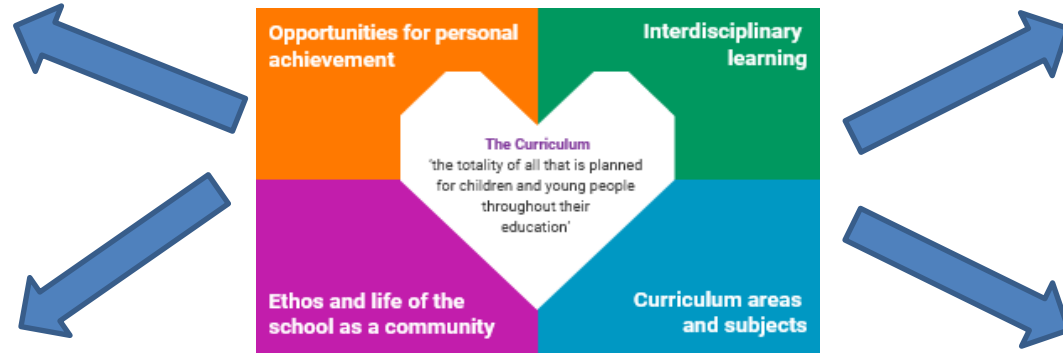 Opportunities for personal
achievement
Interdisciplinary
learning
The Curriculum
'the totality of all that is planned
for children and young people
throughout their
education'
Ethos and life of the
school as a community
Curriculum areas
and subjects